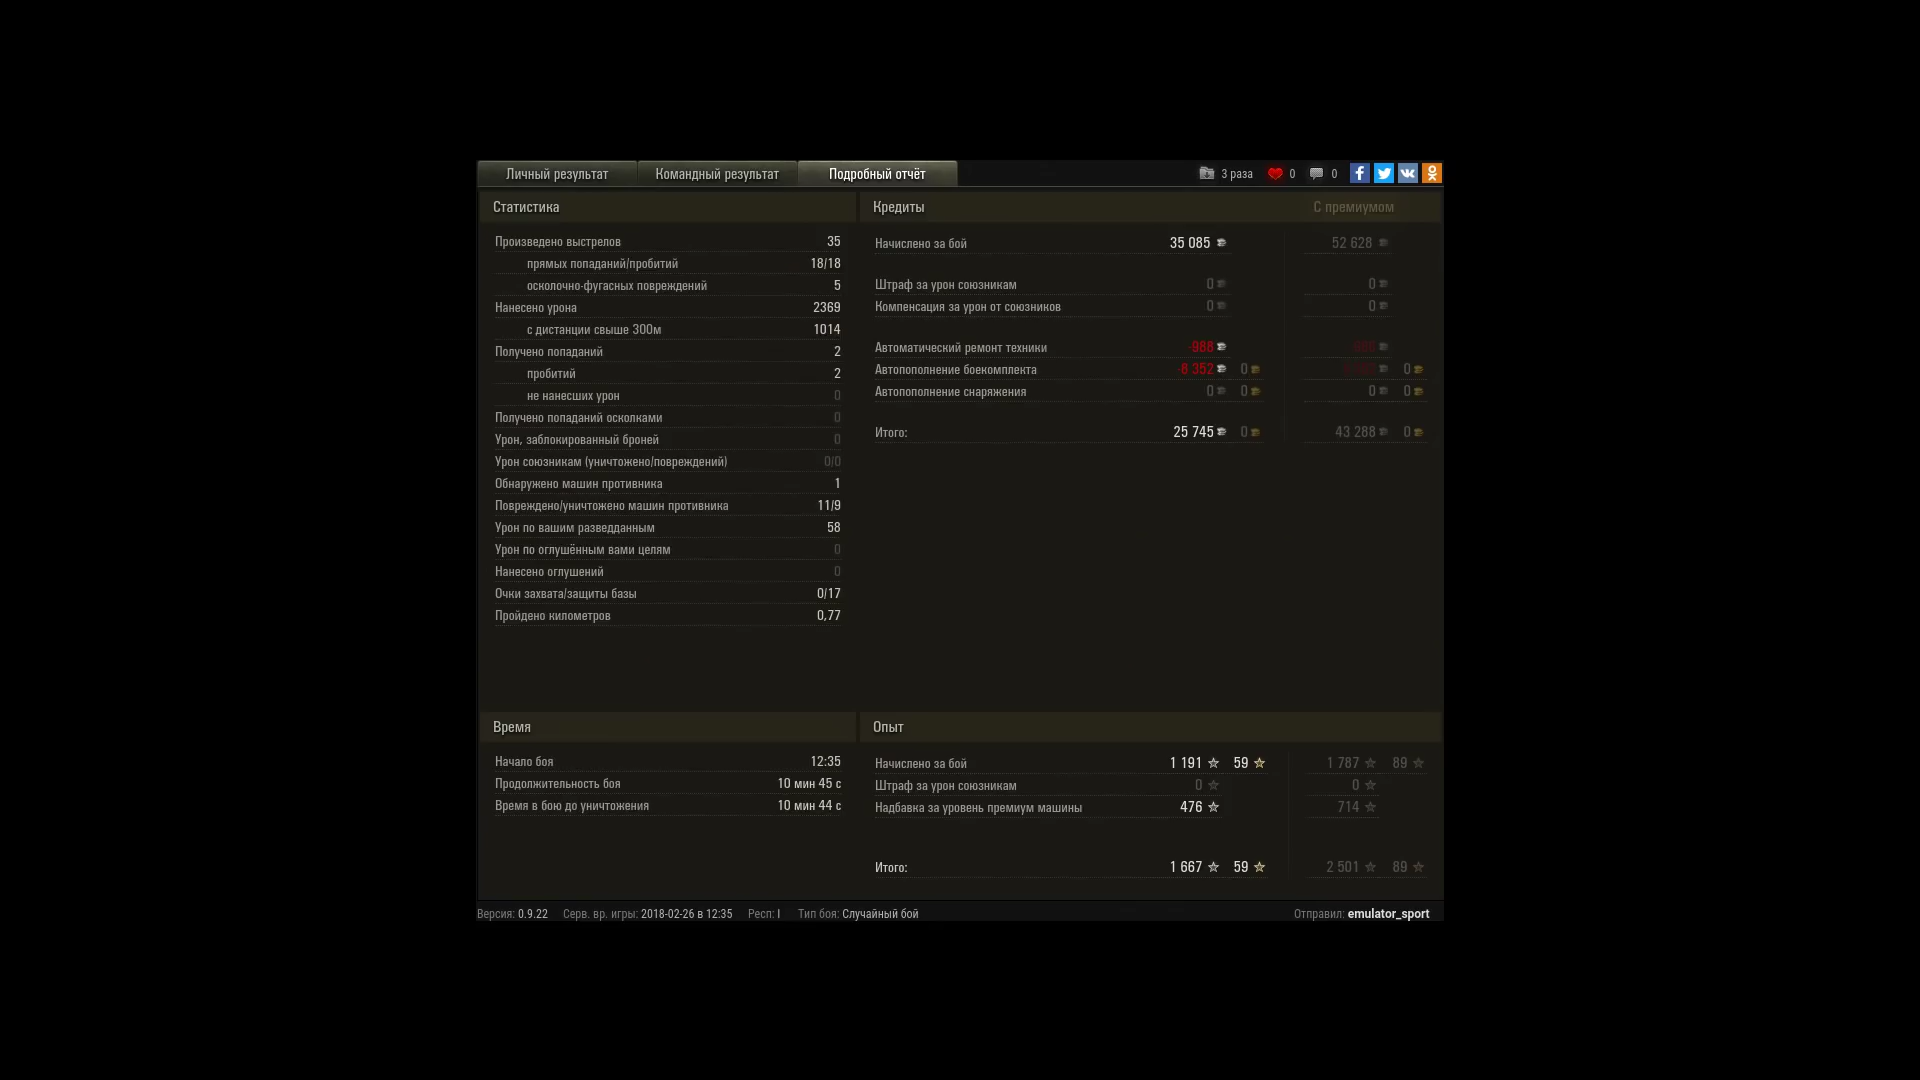 Личный результат Командный результат Подробный отчёт 3 раза 0 0
Статистика
Произведено выстрелов 35
прямых попаданий/пробитий 18/18
осколочно-фугасных повреждений 5
Нанесено урона 2369
с дистанции свыше 300м 1014
Получено попаданий 2
пробитий 2
не нанесших урон 0
Получено попаданий осколками 0
Урон, заблокированный броней 0
Урон союзникам (уничтожено/повреждений) 0/0
Обнаружено машин противника 1
Повреждено/уничтожено машин противника 11/9
Урон по вашим разведданным 58
Урон по оглушённым вами целям 0
Нанесено оглушений 0
Очки захвата/защиты базы 0/17
Пройдено километров 0,77
Кредиты С премиумом
Начислено за бой 35 085 52 628
Штраф за урон союзникам 0 0
Компенсация за урон от союзников 0 0
Автоматический ремонт техники -988
Автопополнение боекомплекта -8 352 0 0
Автопополнение снаряжения 0 0 0 0
Итого: 25 745 0 43 288 0
Время
Начало боя 12:35
Продолжительность боя 10 мин 45 с
Время в бою до уничтожения 10 мин 44 с
Опыт
Начислено за бой 1 191 59 1 787 89
Штраф за урон союзникам 0 0
Надбавка за уровень премиум машины 476 714
Итого: 1 667 59 2 501 89
Версия: 0.9.22 Серв. вр. игры: 2018-02-26 в 12:35 Респ: I Тип боя: Случайный бой Отправил: emulator_sport